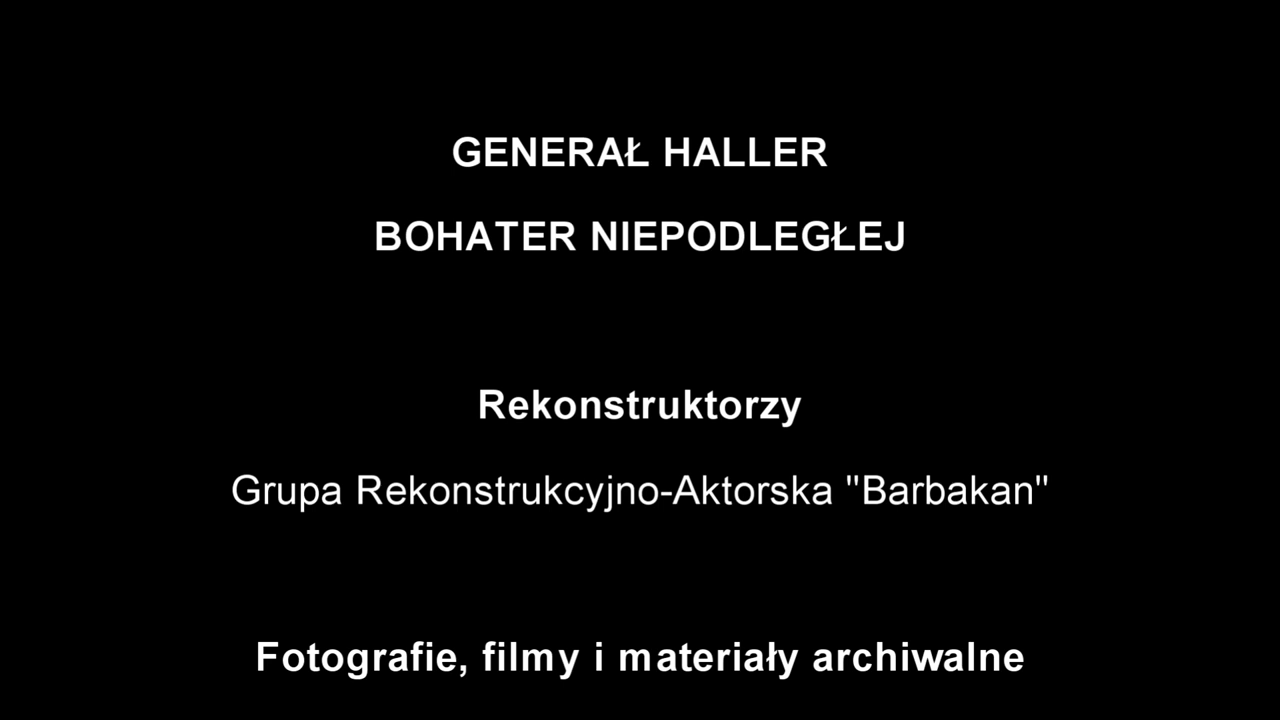 GENERAŁ HALLER
BOHATER NIEPODLEGŁEJ
Rekonstruktorzy
Grupa Rekonstrukcyjno-Aktorska "Barbakan"
Fotografie, filmy i materiały archiwalne